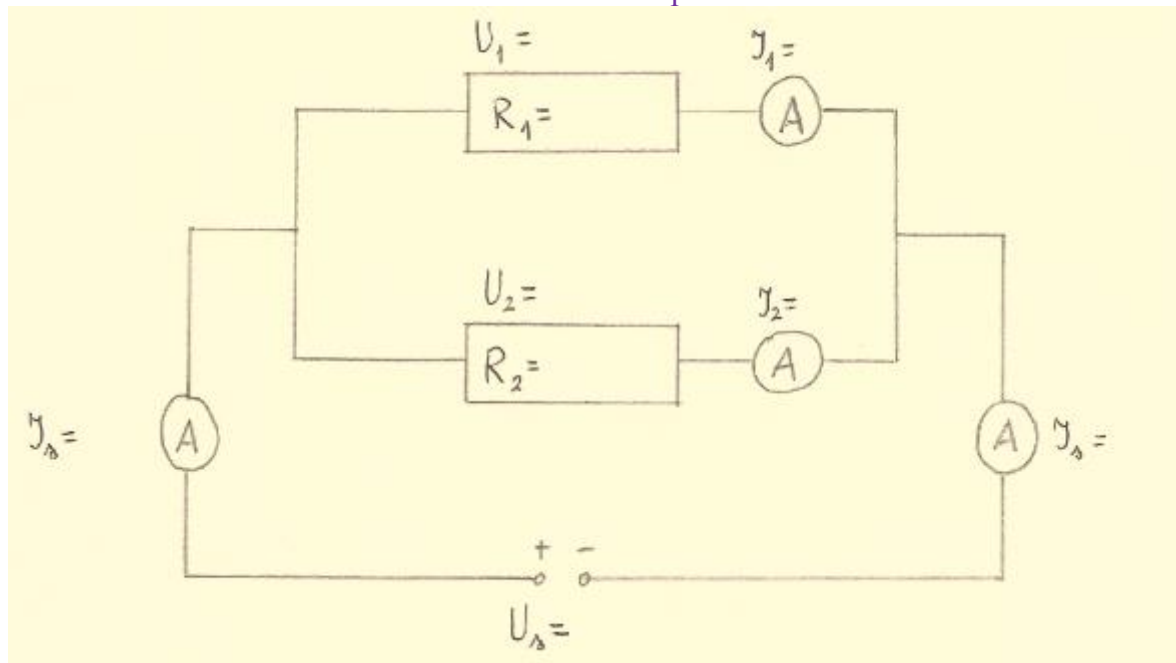 U₁ = I₁ =
R₁ = A
U₂ = I₂ =
R₂ = A
Iₛ = A A Iₛ =
+ -
Uₛ =